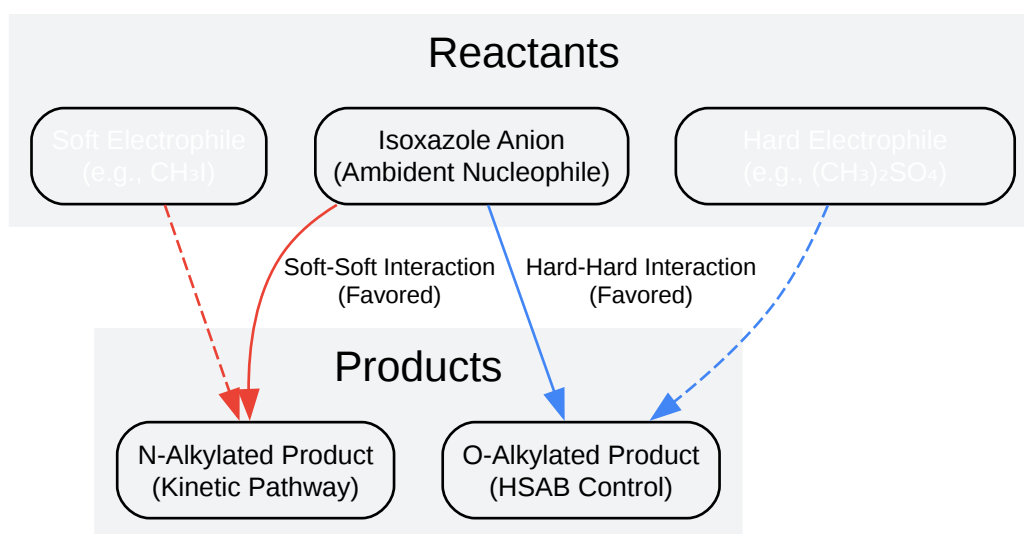 Reactants
Soft Electrophile
(e.g., CH₃I)
Isoxazole Anion
(Ambident Nucleophile)
Hard Electrophile
(e.g., (CH₃)₂SO₄)
Soft-Soft Interaction
(Favored)
Hard-Hard Interaction
(Favored)
Products
N-Alkylated Product
(Kinetic Pathway)
O-Alkylated Product
(HSAB Control)